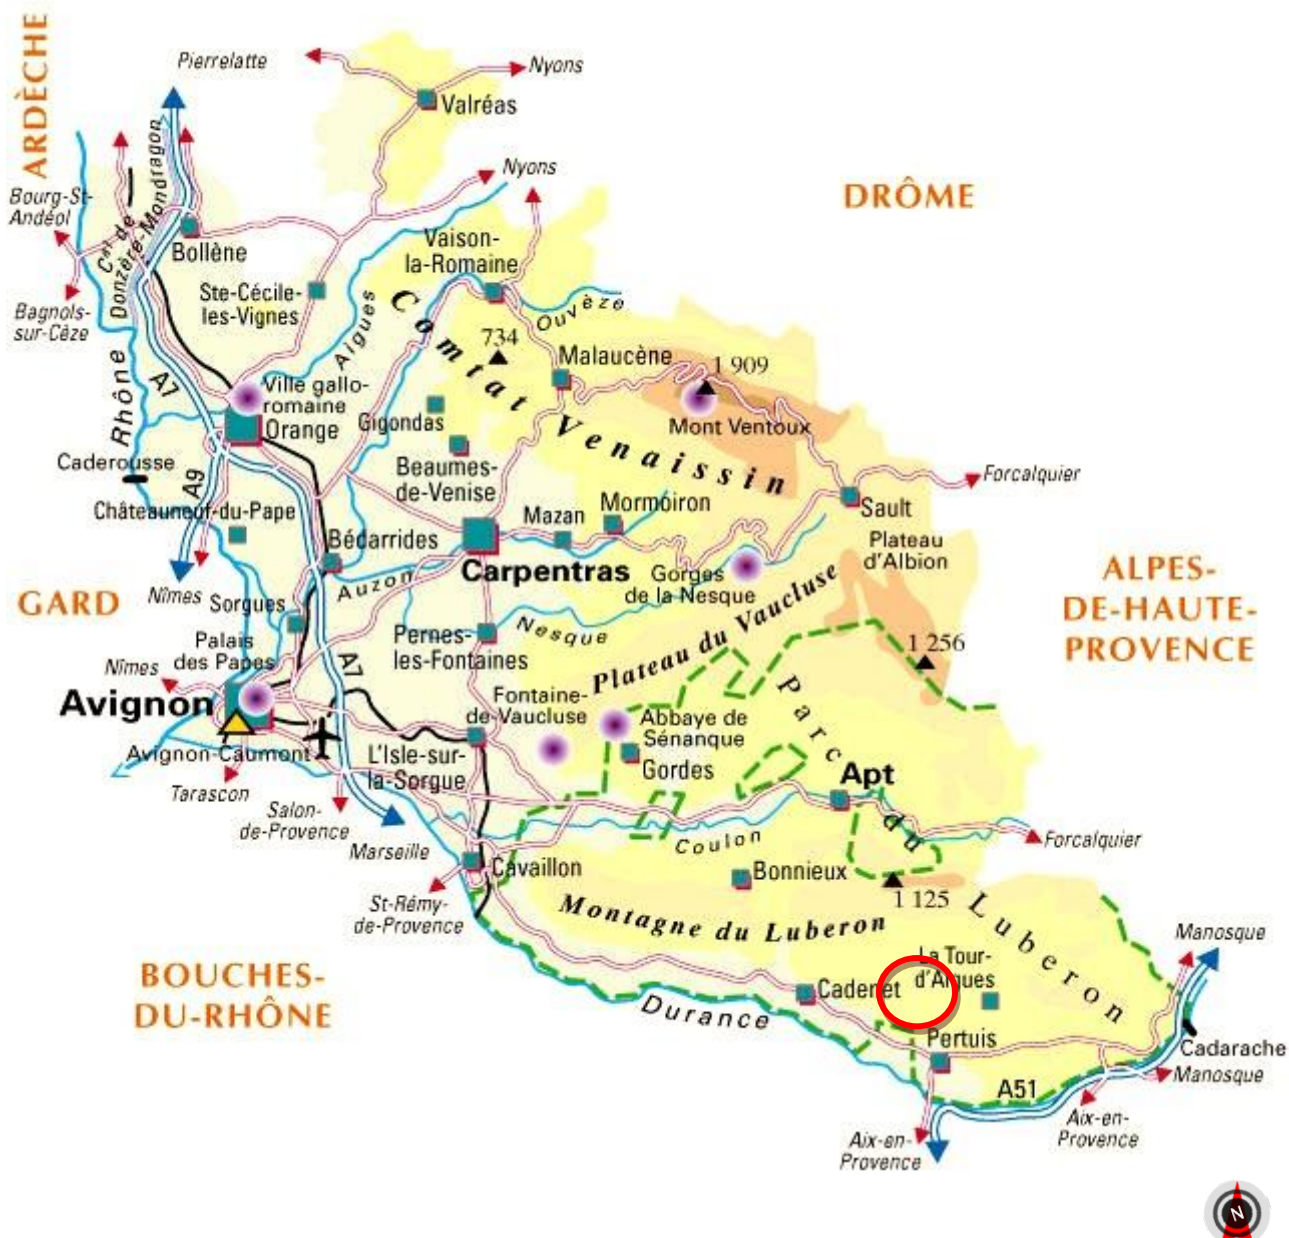 ARDÈCHE
Pierrelatte
Nyons
Valréas
Nyons
DRÔME
Bourg-St-
Andéol
Cal de
Donzère-Mondragon
Bollène
Vaison-
la-Romaine
Ste-Cécile-
les-Vignes
Bagnols-
sur-Cèze
Aigues
Ouvèze
Comtat Venaissin
734
Malaucène
1 909
Rhône
A7
Ville gallo-
romaine
Orange
Gigondas
Mont Ventoux
Caderousse
A9
Beaumes-
de-Venise
Forcalquier
Châteauneuf-du-Pape
Mazan
Mormoiron
Sault
Plateau
d'Albion
Bédarrides
Carpentras
Auzon
Gorges
de la Nesque
ALPES-
DE-HAUTE-
PROVENCE
GARD
Nîmes
Sorgues
Nesque
Plateau du Vaucluse
Palais
des Papes
Pernes-
les-Fontaines
1 256
Nîmes
A7
Avignon
Fontaine-
de-Vaucluse
Abbaye de
Sénanque
Parc du Luberon
Avignon-Caumont
L'Isle-sur-
la-Sorgue
Gordes
Apt
Tarascon
Salon-
de-Provence
Marseille
Coulon
Forcalquier
Cavaillon
Bonnieux
1 125
St-Rémy-
de-Provence
Montagne du Luberon
Manosque
BOUCHES-
DU-RHÔNE
La Tour-
d'Aigues
Cadenet
Durance
Pertuis
Cadarache
Manosque
A51
Aix-en-
Provence
Aix-en-
Provence
N